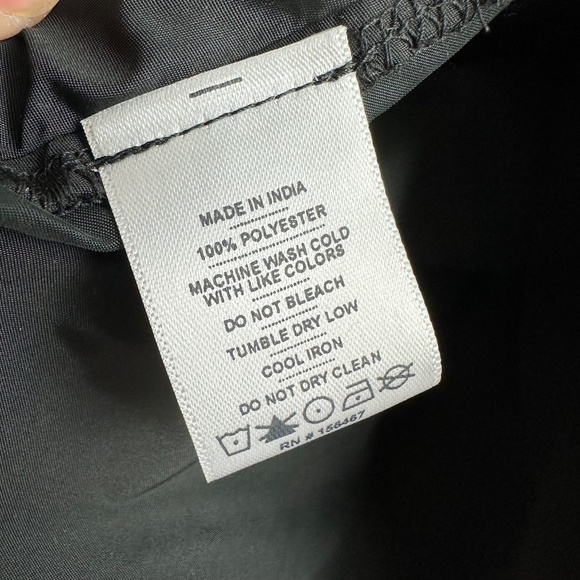 MADE IN INDIA
100% POLYESTER
MACHINE WASH COLD
WITH LIKE COLORS
DO NOT BLEACH
TUMBLE DRY LOW
COOL IRON
DO NOT DRY CLEAN
RN # 156467